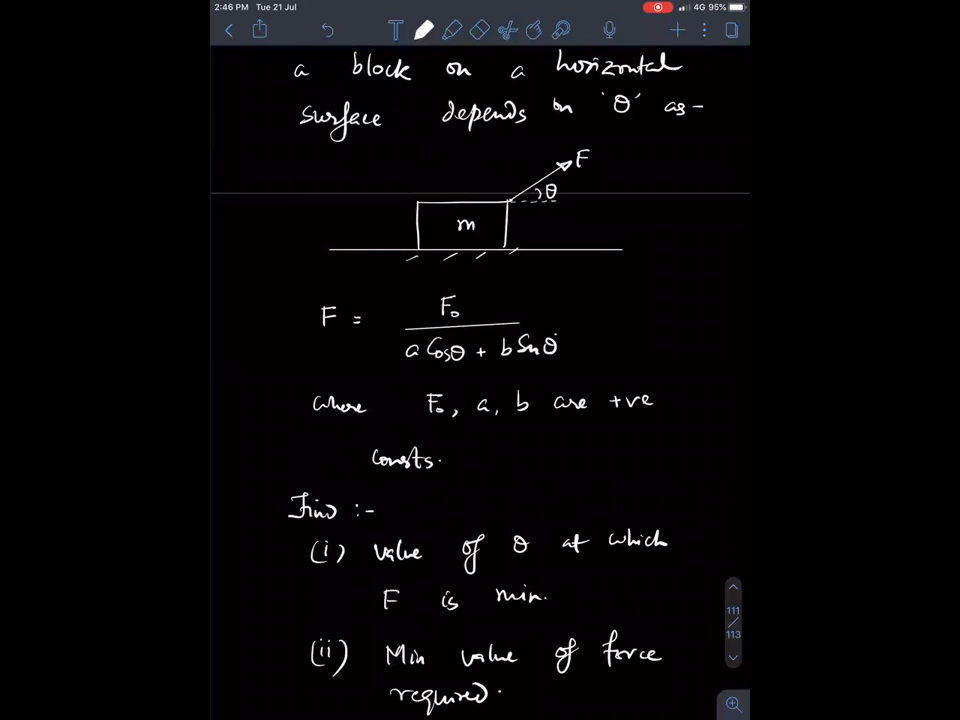 2:46 PM Tue 21 Jul
4G 95%
T
a block on a horizontal
surface depends on 'θ' as-
F
θ
m
F = F₀ / (a Cosθ + b Sinθ)
where F₀, a, b are +ve
consts.
Find :-
(i) value of θ at which
F is min.
(ii) Min value of force
required.
111
/
113